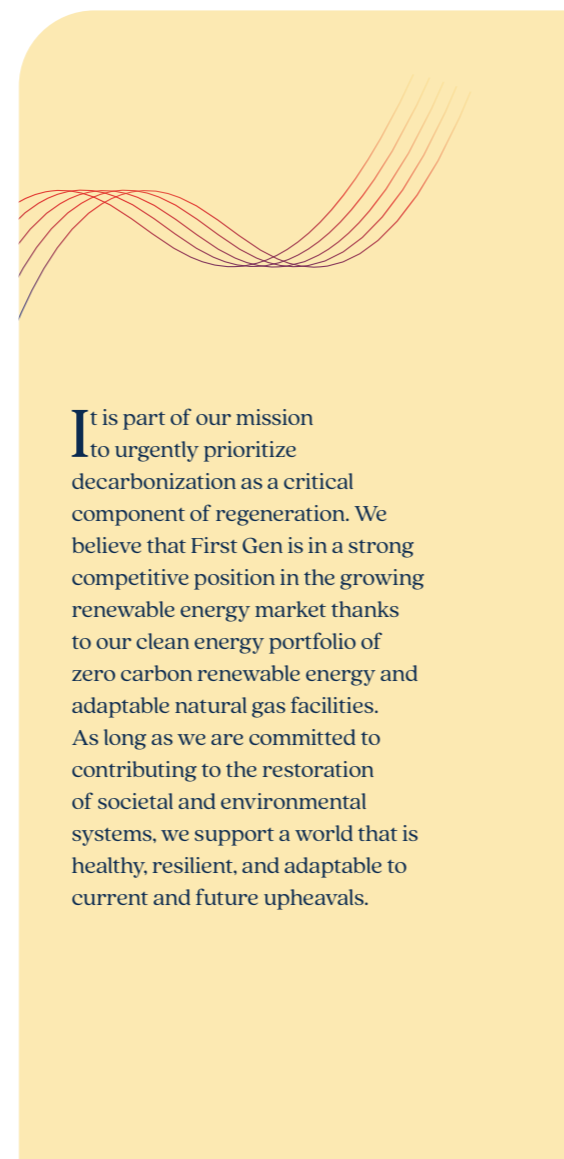 It is part of our mission
to urgently prioritize
decarbonization as a critical
component of regeneration. We
believe that First Gen is in a strong
competitive position in the growing
renewable energy market thanks
to our clean energy portfolio of
zero carbon renewable energy and
adaptable natural gas facilities.
As long as we are committed to
contributing to the restoration
of societal and environmental
systems, we support a world that is
healthy, resilient, and adaptable to
current and future upheavals.